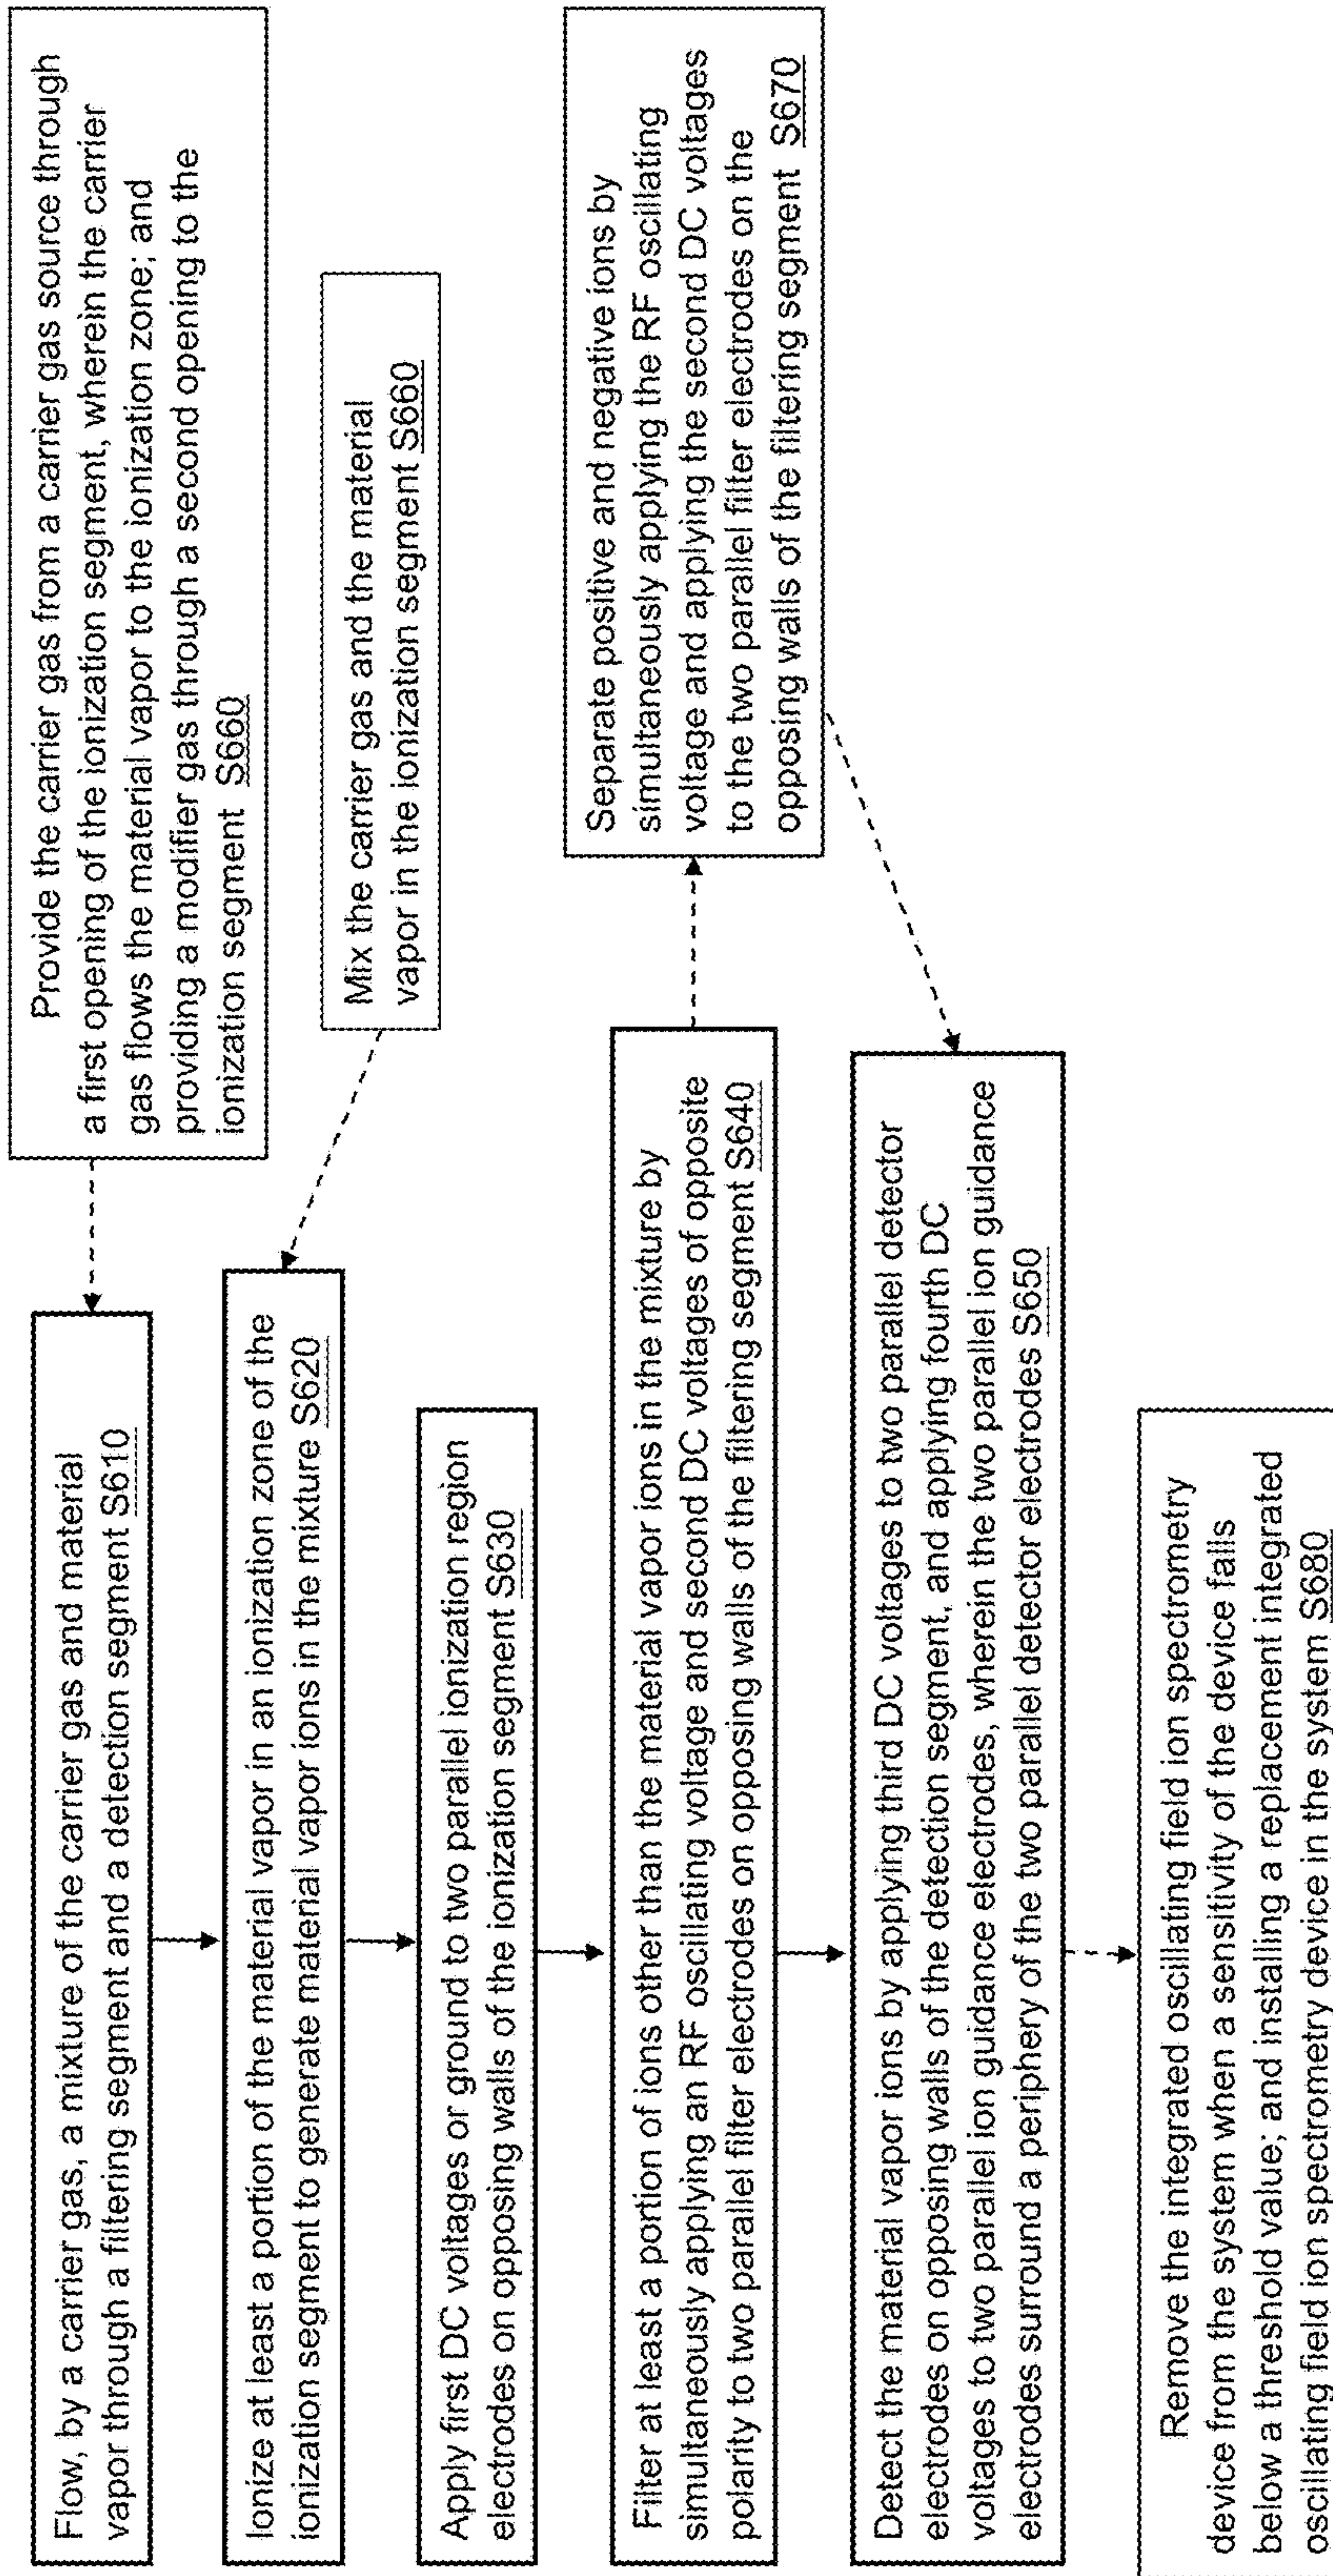 Provide the carrier gas from a carrier gas source through
a first opening of the ionization segment, wherein the carrier
gas flows the material vapor to the ionization zone; and
providing a modifier gas through a second opening to the
ionization segment S660
Flow, by a carrier gas, a mixture of the carrier gas and material
vapor through a filtering segment and a detection segment S610
Mix the carrier gas and the material
vapor in the ionization segment S660
Ionize at least a portion of the material vapor in an ionization zone of the
ionization segment to generate material vapor ions in the mixture S620
Apply first DC voltages or ground to two parallel ionization region
electrodes on opposing walls of the ionization segment S630
Filter at least a portion of ions other than the material vapor ions in the mixture by
simultaneously applying an RF oscillating voltage and second DC voltages of opposite
polarity to two parallel filter electrodes on opposing walls of the filtering segment S640
Separate positive and negative ions by
simultaneously applying the RF oscillating
voltage and applying the second DC voltages
to the two parallel filter electrodes on the
opposing walls of the filtering segment S670
Detect the material vapor ions by applying third DC voltages to two parallel detector
electrodes on opposing walls of the detection segment, and applying fourth DC
voltages to two parallel ion guidance electrodes, wherein the two parallel ion guidance
electrodes surround a periphery of the two parallel detector electrodes S650
Remove the integrated oscillating field ion spectrometry
device from the system when a sensitivity of the device falls
below a threshold value; and installing a replacement integrated
oscillating field ion spectrometry device in the system S680